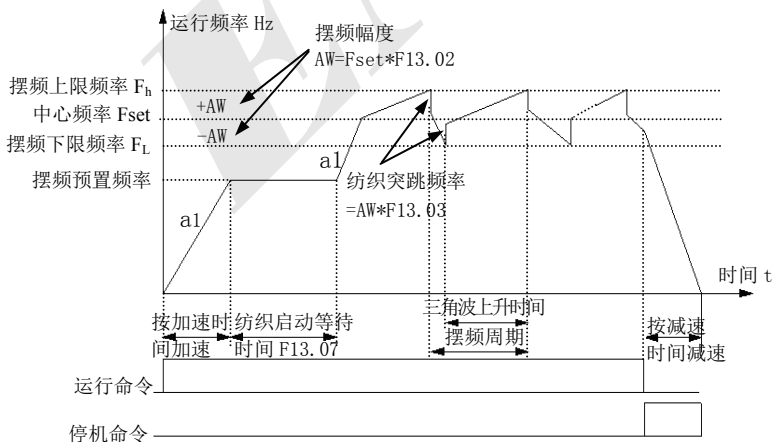 运行频率 Hz
摆频幅度
AW=Fset*F13.02
摆频上限频率 Fh
+AW
中心频率 Fset
-AW
摆频下限频率 FL
a1
摆频预置频率
纺织突跳频率
=AW*F13.03
a1
时间 t
三角波上升时间
按加速时
间加速
纺织启动等待
时间 F13.07
摆频周期
按减速
时间减速
运行命令
停机命令